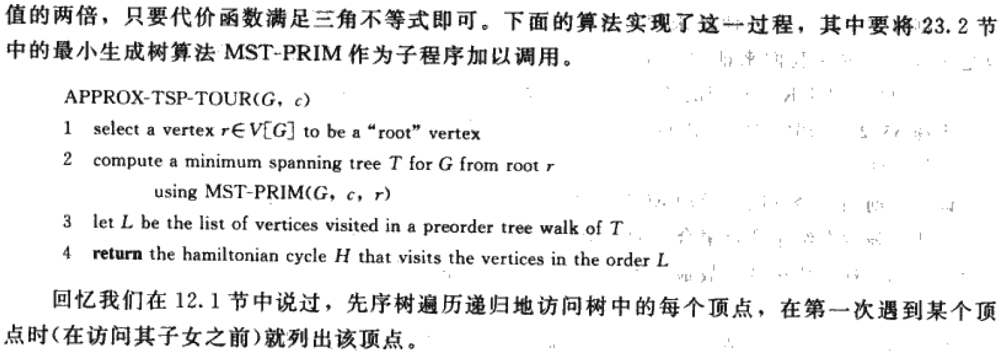 值的两倍，只要代价函数满足三角不等式即可。下面的算法实现了这一过程，其中要将 23.2 节
中的最小生成树算法 MST-PRIM 作为子程序加以调用。
APPROX-TSP-TOUR(G, c)
1 select a vertex r∈V[G] to be a “root” vertex
2 compute a minimum spanning tree T for G from root r
using MST-PRIM(G, c, r)
3 let L be the list of vertices visited in a preorder tree walk of T
4 return the hamiltonian cycle H that visits the vertices in the order L
回忆我们在 12.1 节中说过，先序树遍历递归地访问树中的每个顶点，在第一次遇到某个顶
点时(在访问其子女之前)就列出该顶点。